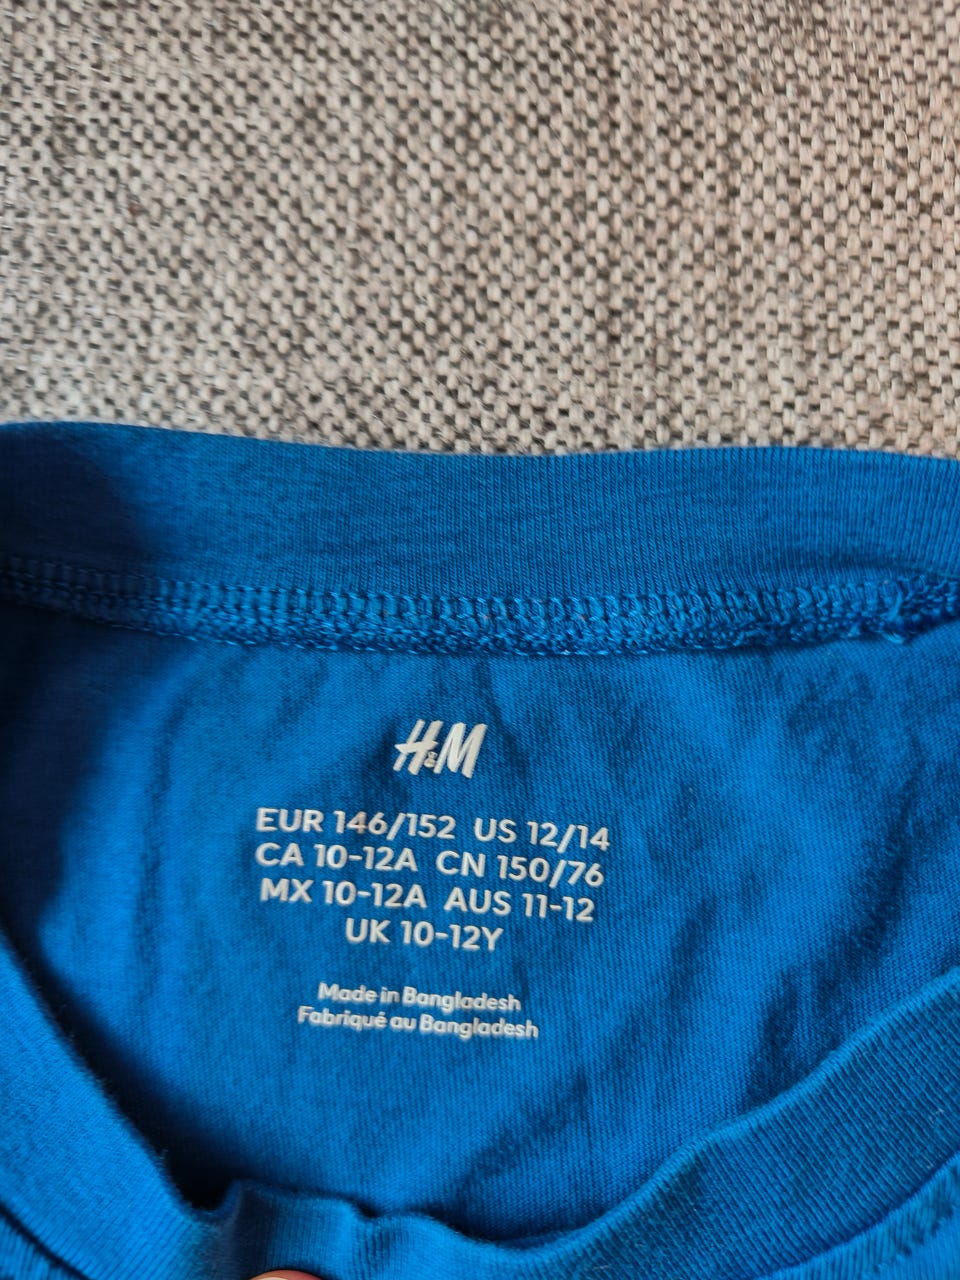 H&M
EUR 146/152 US 12/14
CA 10-12A CN 150/76
MX 10-12A AUS 11-12
UK 10-12Y
Made in Bangladesh
Fabriqué au Bangladesh